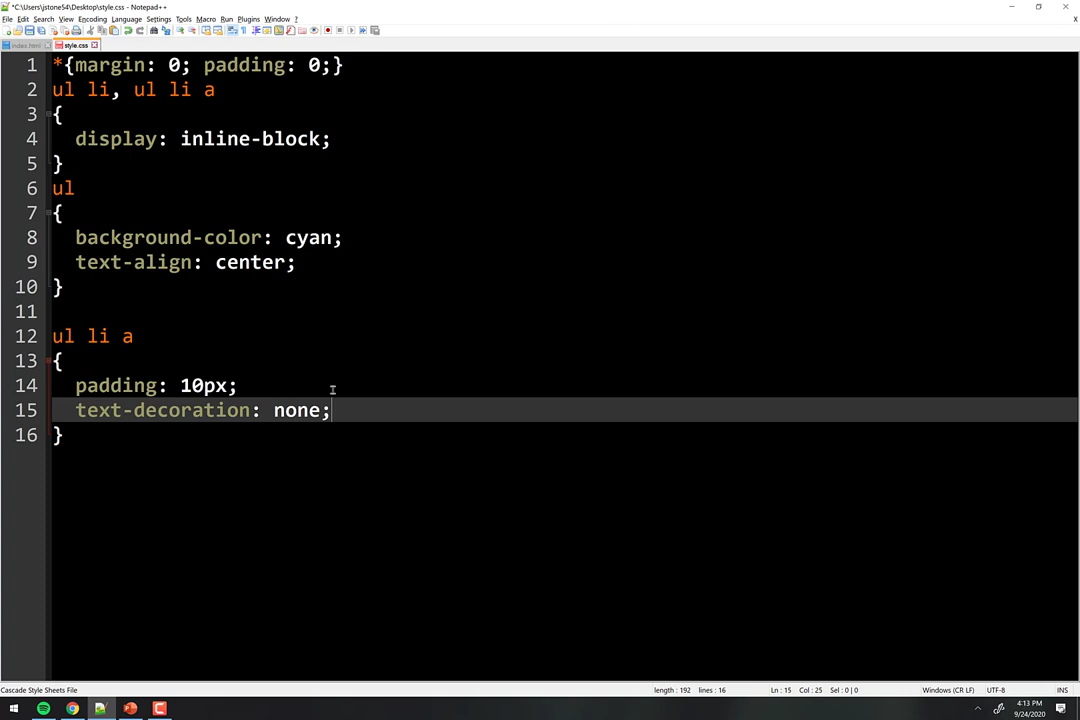 *C:\Users\jstone54\Desktop\style.css - Notepad++
File Edit Search View Encoding Language Settings Tools Macro Run Plugins Window ?
X
index.html style.css
1 *{margin: 0; padding: 0;}
2 ul li, ul li a
3 {
4 display: inline-block;
5 }
6 ul
7 {
8 background-color: cyan;
9 text-align: center;
10 }
11
12 ul li a
13 {
14 padding: 10px;
15 text-decoration: none;
16 }
Cascade Style Sheets File length : 192 lines : 16 Ln : 15 Col : 25 Sel : 0 | 0 Windows (CR LF) UTF-8 INS
4:13 PM
9/24/2020